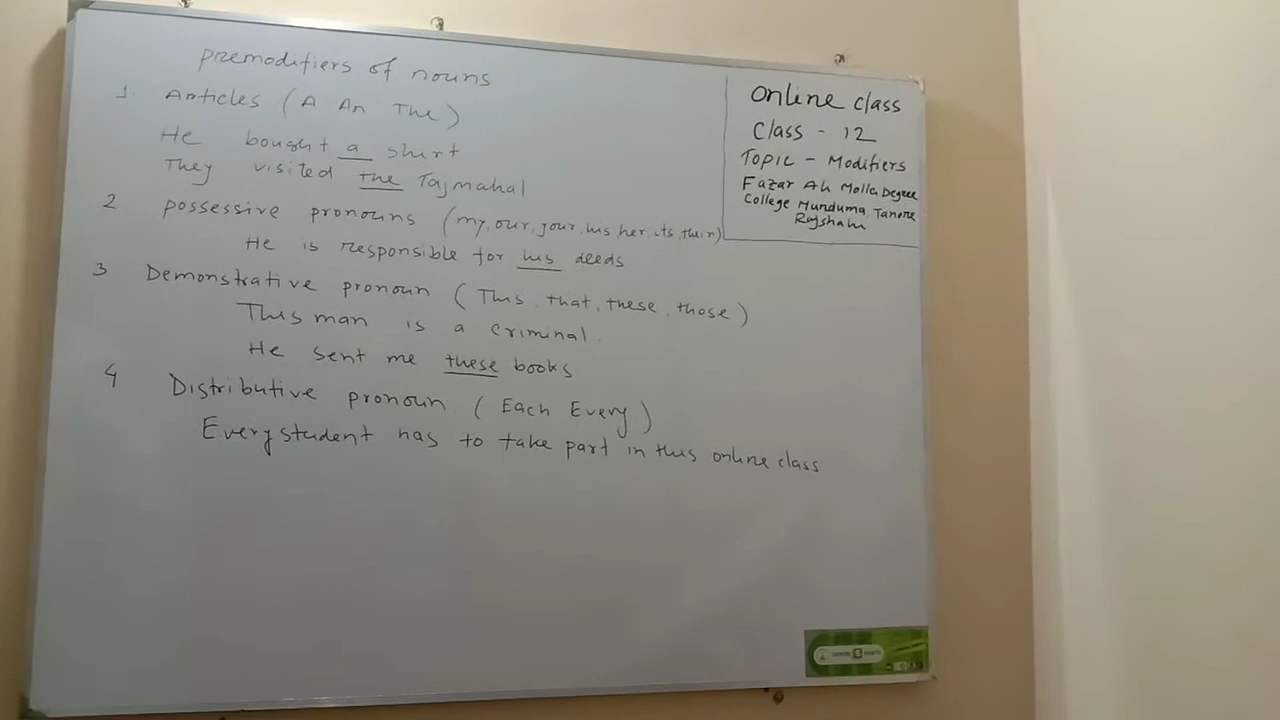 premodifiers of nouns
1 Articles (A An The)
He bought a shirt
They visited the Tajmahal
2 possessive pronouns (my, our, your, his her, its, their)
He is responsible for his deeds
3 Demonstrative pronoun (This, that, these, those)
This man is a criminal.
He sent me these books
4 Distributive pronoun (Each Every)
Every student has to take part in this online class
Online class
Class - 12
Topic - Modifiers
Fazar Ali Molla Degree
College Munduma, Tanore
Rajshahi